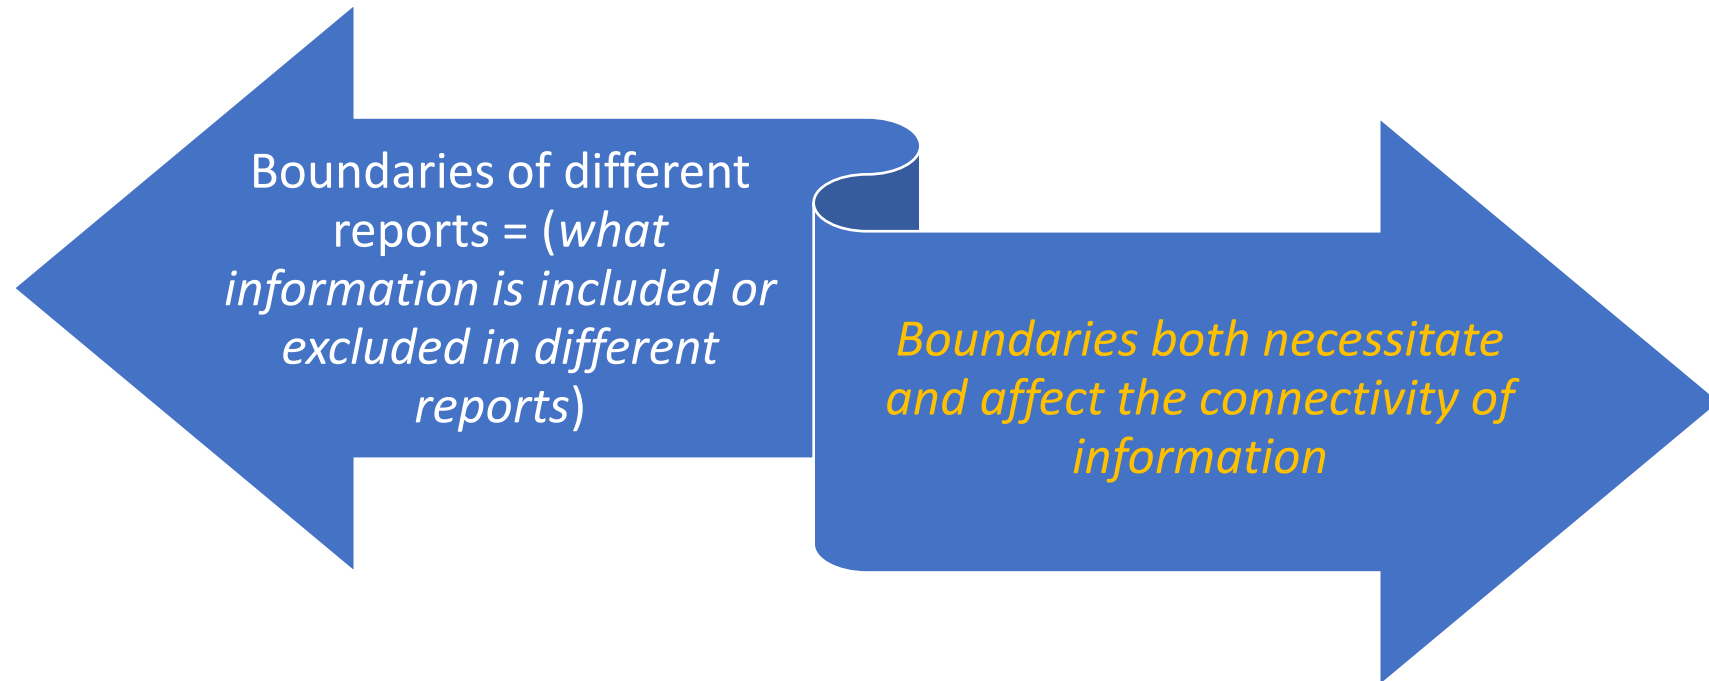 Boundaries of different
reports = (what
information is included or
excluded in different
reports)
Boundaries both necessitate
and affect the connectivity of
information